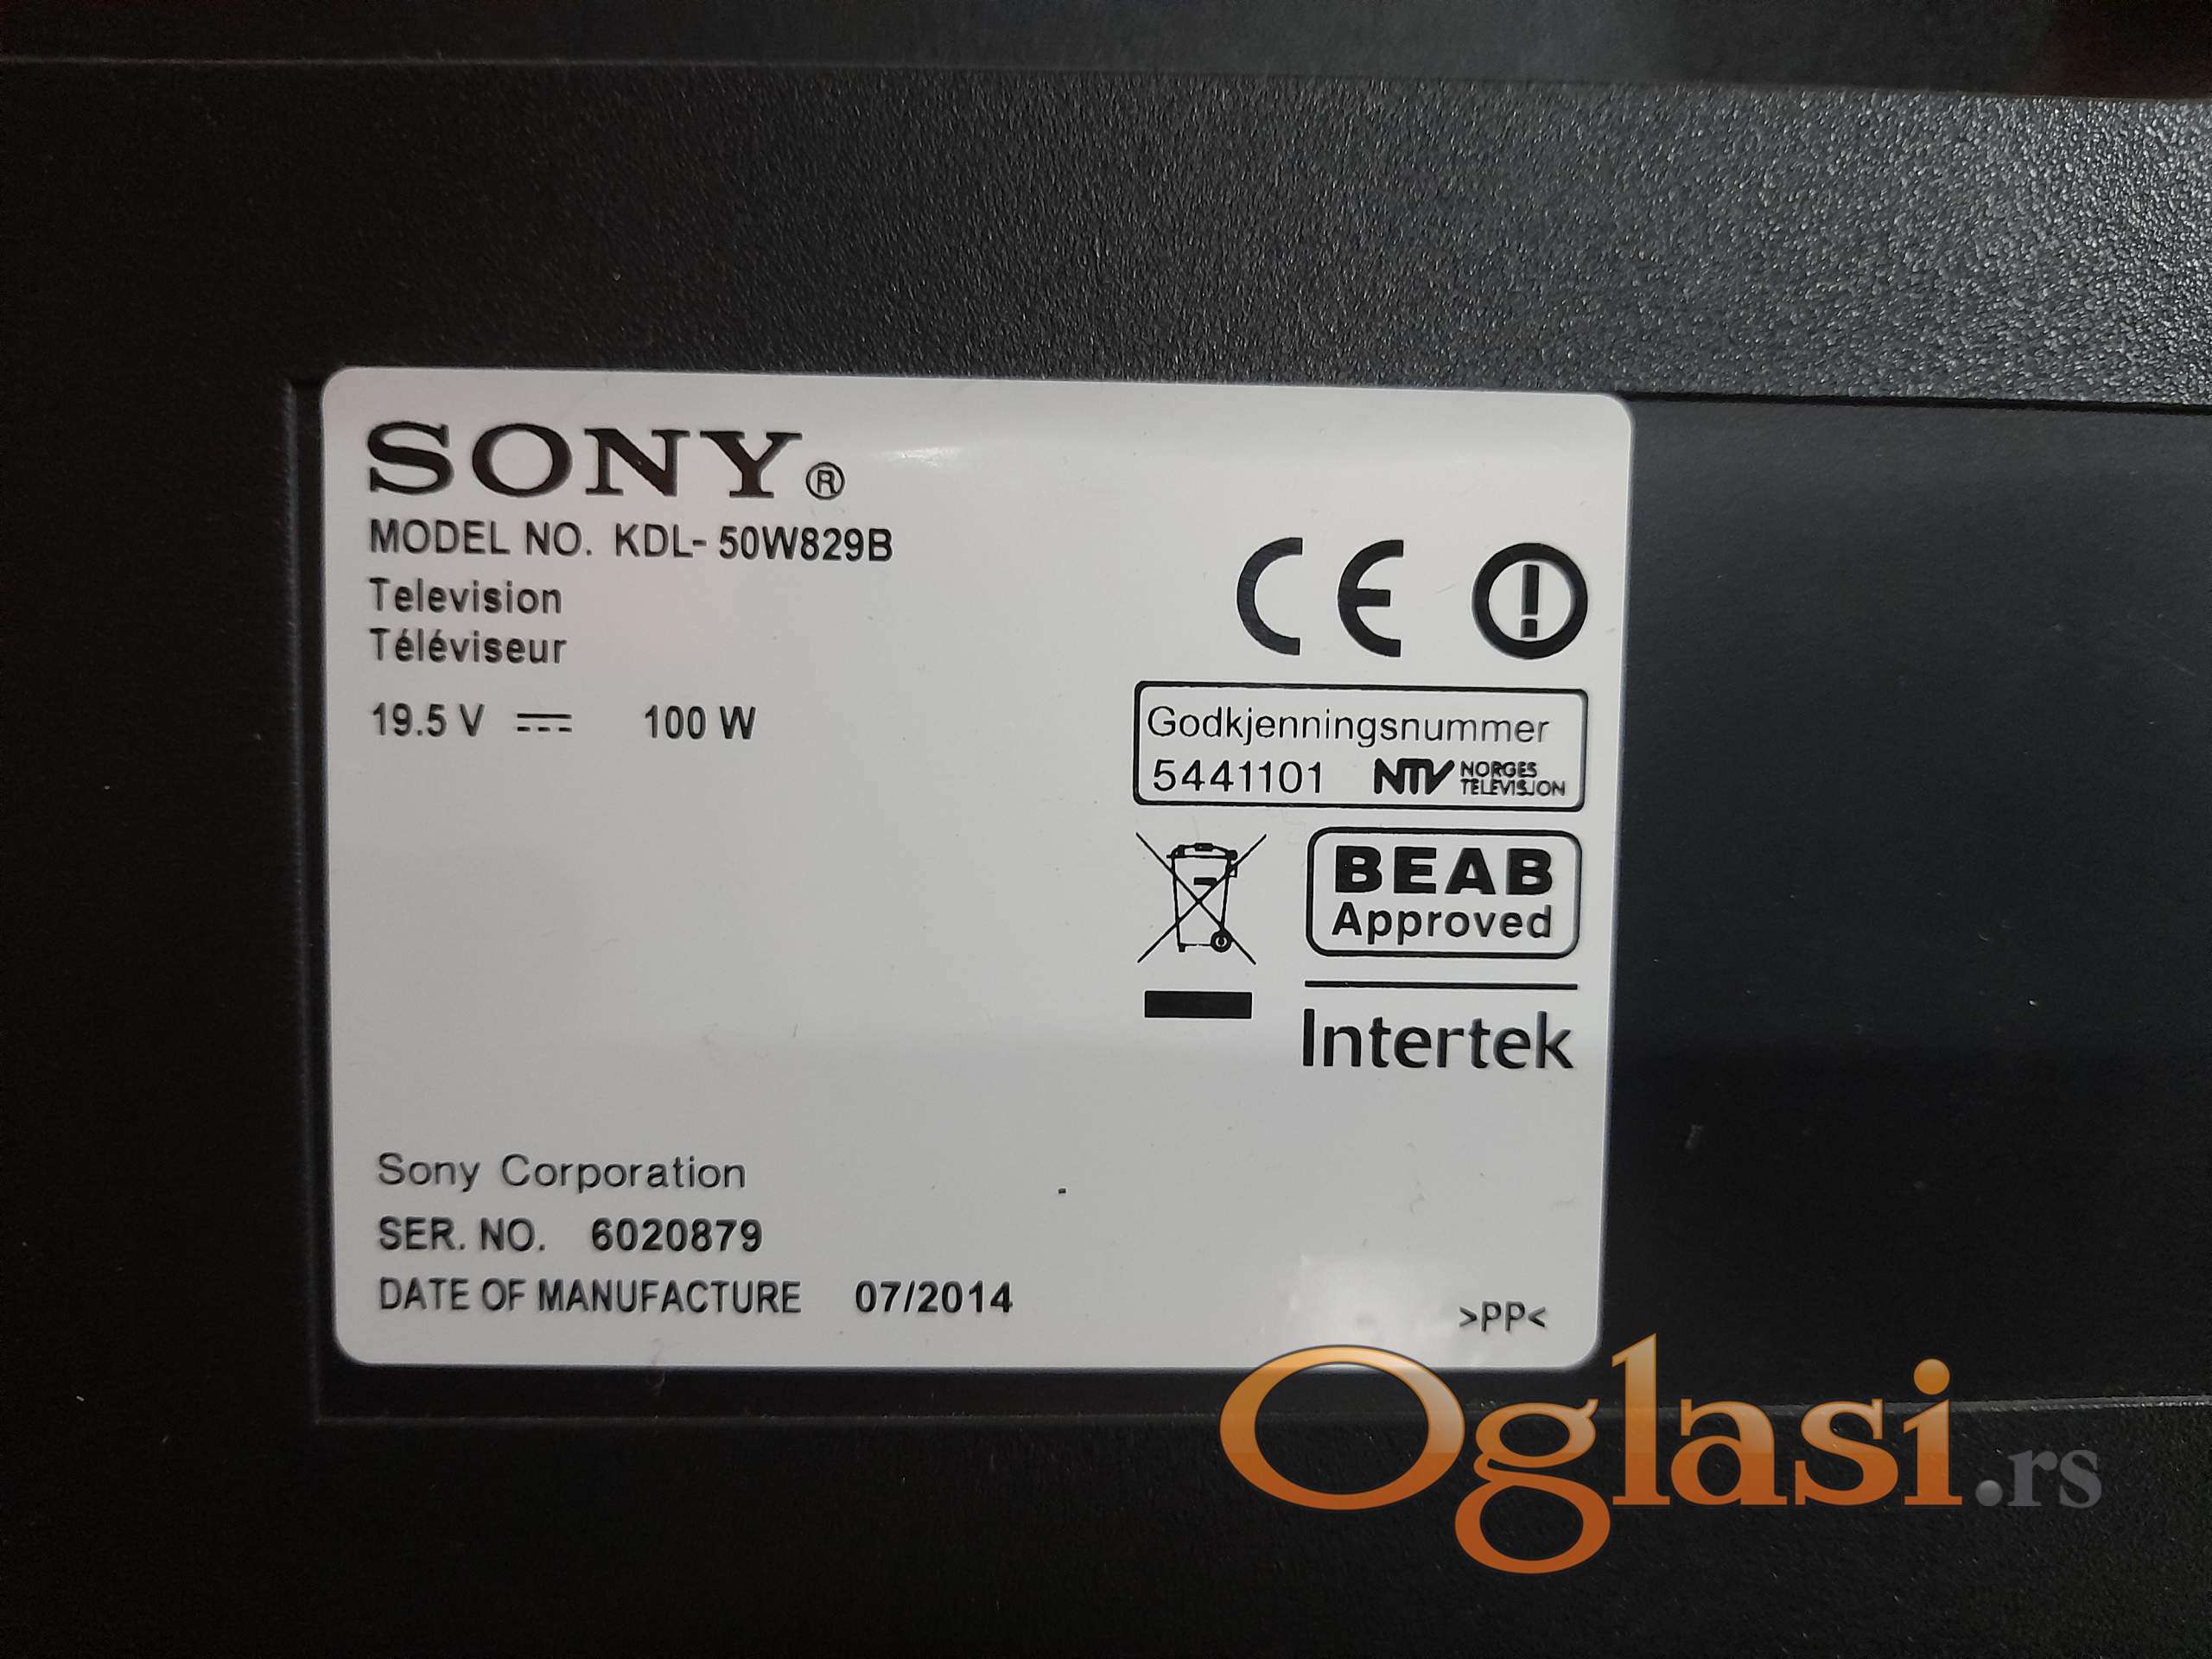 SONY®
MODEL NO. KDL-50W829B
Television
Téléviseur
19.5 V 100 W
CE
Godkjenningsnummer
5441101 NTV NORGES TELEVISJON
BEAB
Approved
Intertek
Sony Corporation
SER. NO. 6020879
DATE OF MANUFACTURE 07/2014
>PP<
Oglasi.rs